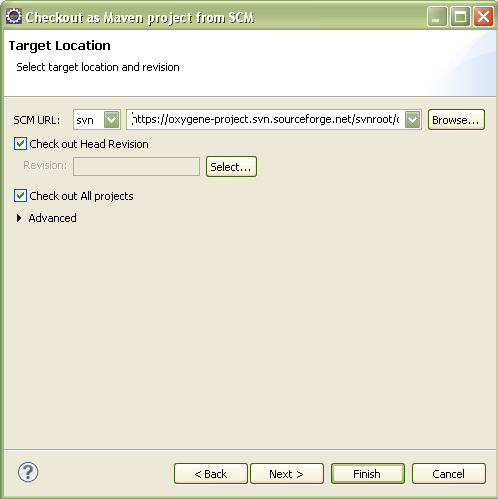 Checkout as Maven project from SCM
Target Location
Select target location and revision
SCM URL: svn https://oxygene-project.svn.sourceforge.net/svnroot/o Browse...
Check out Head Revision
Revision: Select...
Check out All projects
Advanced
? < Back Next > Finish Cancel